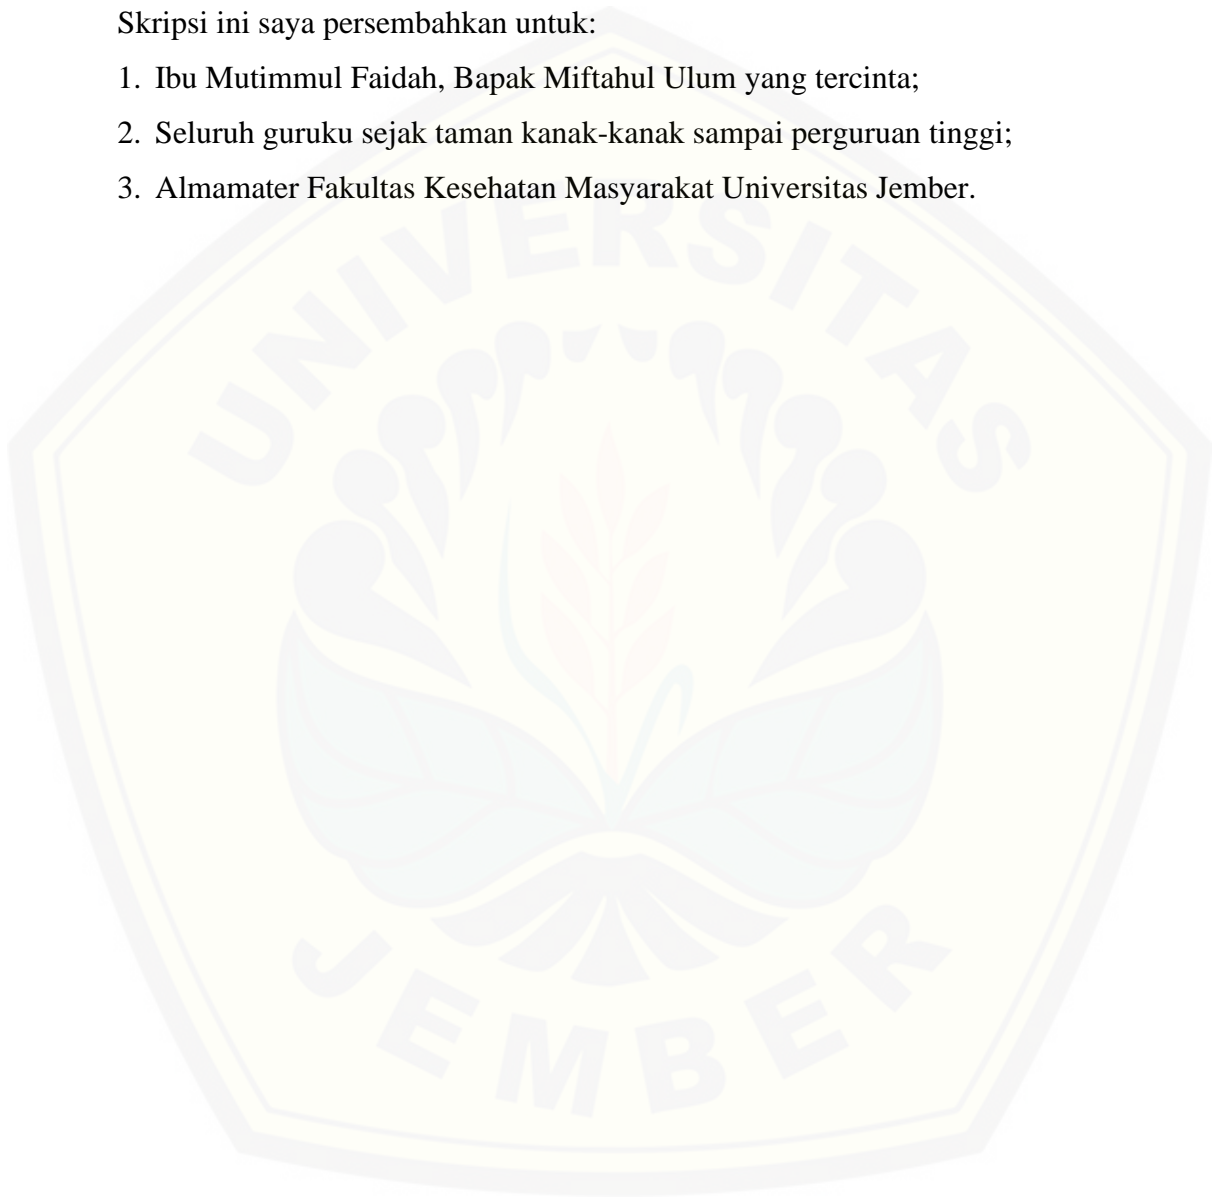 Skripsi ini saya persembahkan untuk:
1. Ibu Mutimmul Faidah, Bapak Miftahul Ulum yang tercinta;
2. Seluruh guruku sejak taman kanak-kanak sampai perguruan tinggi;
3. Almamater Fakultas Kesehatan Masyarakat Universitas Jember.
UNIVERSITAS
JEMBER